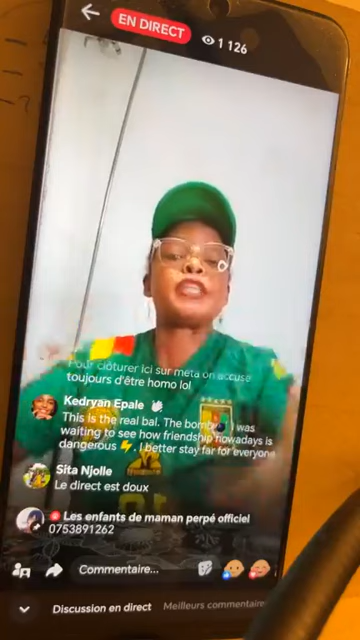 EN DIRECT
1 126
Pour clôturer ici sur meta on accuse
toujours d'être homo lol
Kedryan Epale
This is the real bal. The bomb I was
waiting to see how friendship nowadays is
dangerous ⚡. I better stay far for everyone
Sita Njolle
Le direct est doux
Les enfants de maman perpé officiel
0753891262
Commentaire...
Discussion en direct Meilleurs commentaire